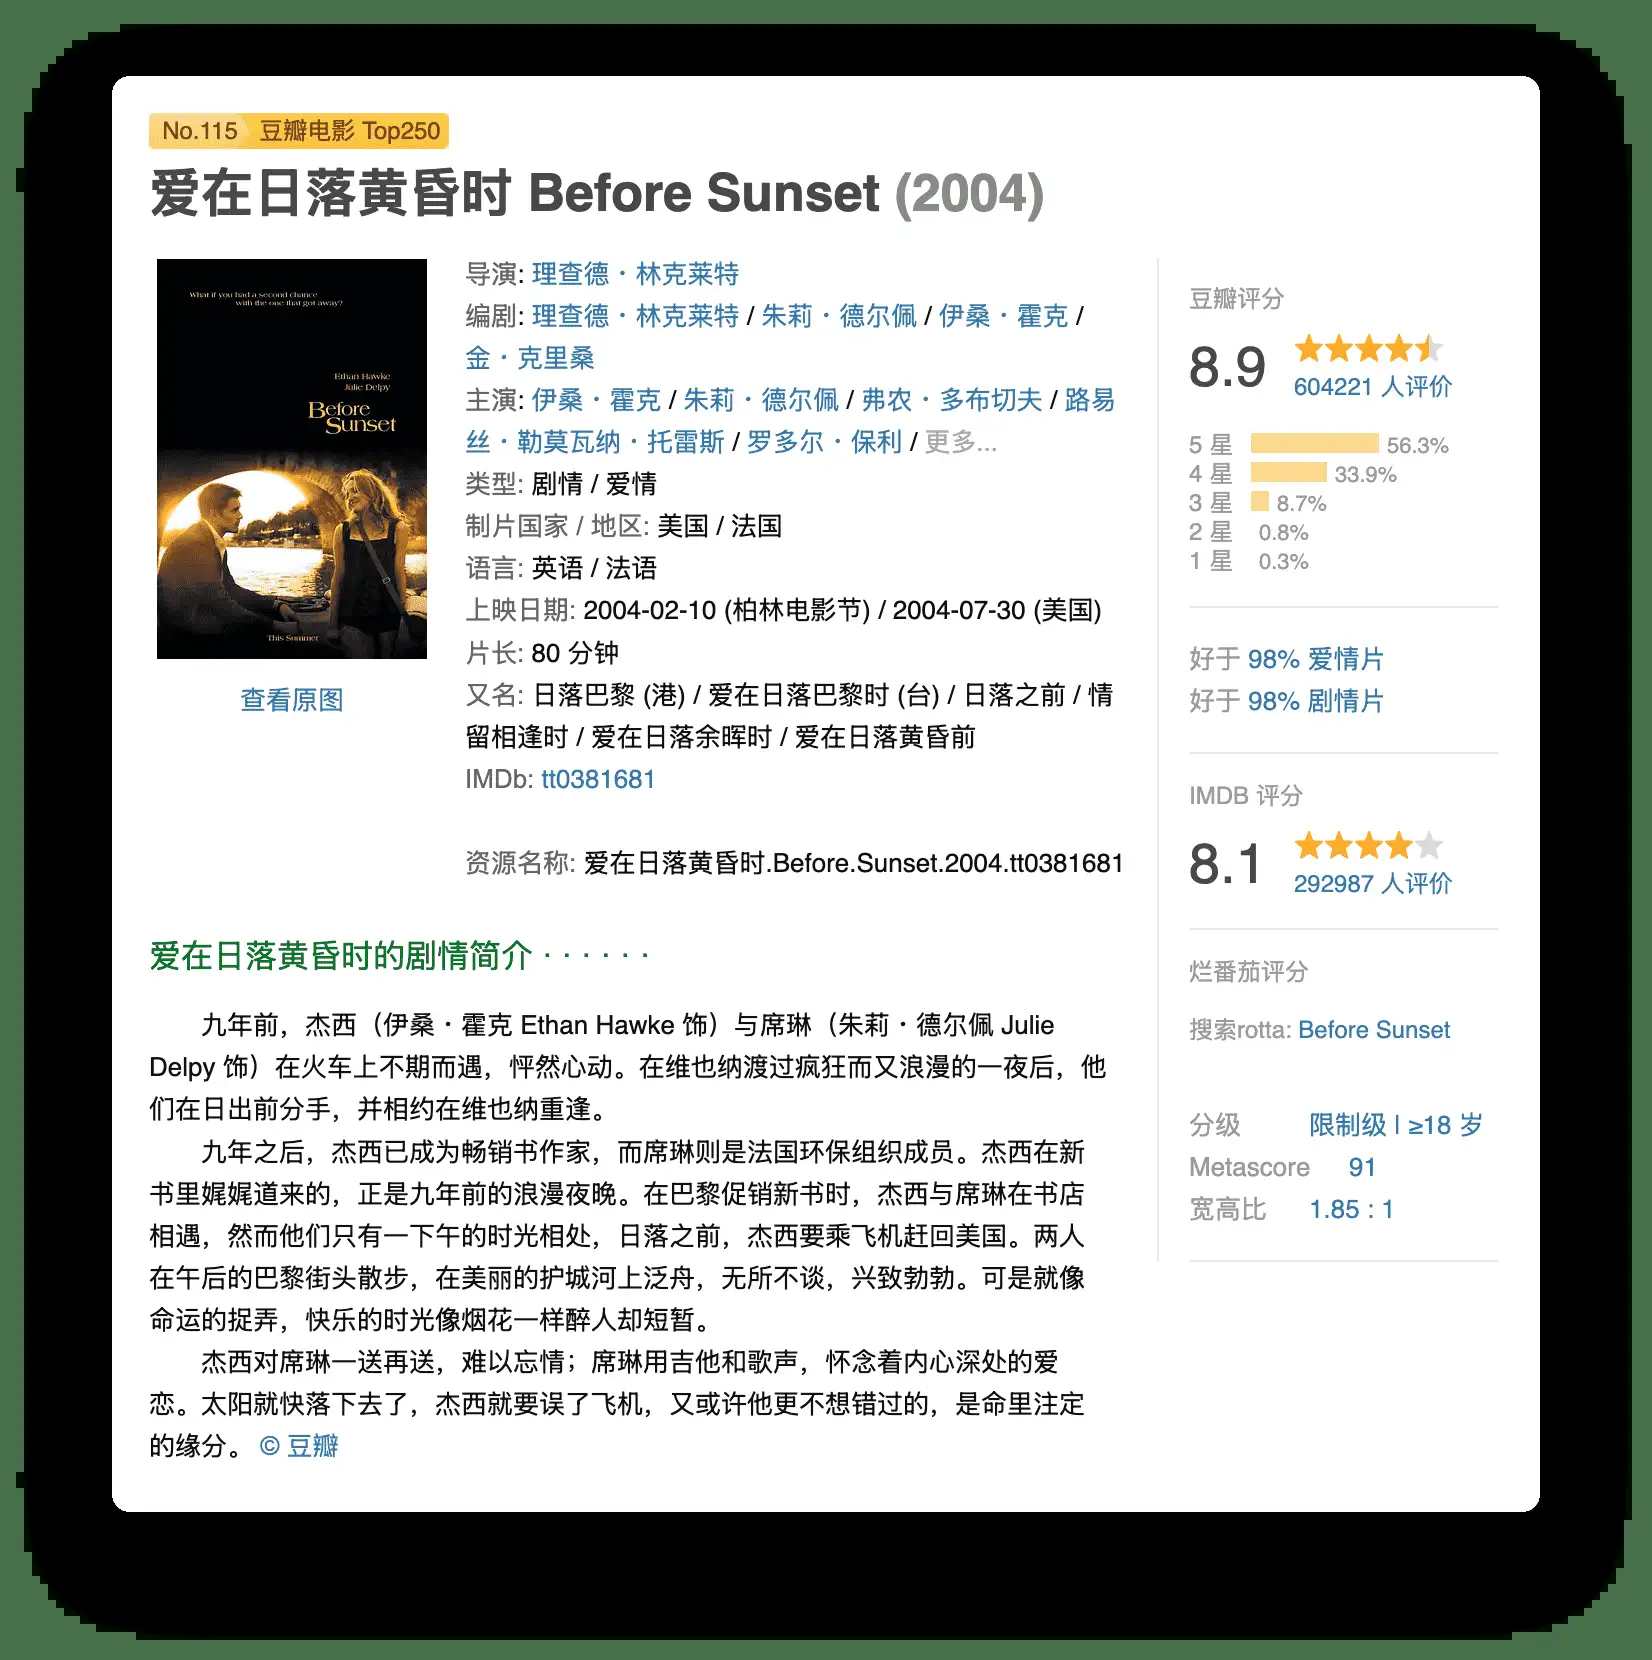 No.115 豆瓣电影 Top250
爱在日落黄昏时 Before Sunset (2004)
What if you had a second chance
with the one that got away?
Ethan Hawke
Julie Delpy
Before
Sunset
This Summer
查看原图
导演: 理查德・林克莱特
编剧: 理查德・林克莱特 / 朱莉・德尔佩 / 伊桑・霍克 /
金・克里桑
主演: 伊桑・霍克 / 朱莉・德尔佩 / 弗农・多布切夫 / 路易
丝・勒莫瓦纳・托雷斯 / 罗多尔・保利 / 更多...
类型: 剧情 / 爱情
制片国家 / 地区: 美国 / 法国
语言: 英语 / 法语
上映日期: 2004-02-10 (柏林电影节) / 2004-07-30 (美国)
片长: 80 分钟
又名: 日落巴黎 (港) / 爱在日落巴黎时 (台) / 日落之前 / 情
留相逢时 / 爱在日落余晖时 / 爱在日落黄昏前
IMDb: tt0381681
资源名称: 爱在日落黄昏时.Before.Sunset.2004.tt0381681
豆瓣评分
8.9
604221 人评价
5 星 56.3%
4 星 33.9%
3 星 8.7%
2 星 0.8%
1 星 0.3%
好于 98% 爱情片
好于 98% 剧情片
IMDB 评分
8.1
292987 人评价
烂番茄评分
搜索rotta: Before Sunset
分级 限制级 | ≥18 岁
Metascore 91
宽高比 1.85 : 1
爱在日落黄昏时的剧情简介 · · · · · ·
九年前，杰西（伊桑・霍克 Ethan Hawke 饰）与席琳（朱莉・德尔佩 Julie
Delpy 饰）在火车上不期而遇，怦然心动。在维也纳渡过疯狂而又浪漫的一夜后，他
们在日出前分手，并相约在维也纳重逢。
九年之后，杰西已成为畅销书作家，而席琳则是法国环保组织成员。杰西在新
书里娓娓道来的，正是九年前的浪漫夜晚。在巴黎促销新书时，杰西与席琳在书店
相遇，然而他们只有一下午的时光相处，日落之前，杰西要乘飞机赶回美国。两人
在午后的巴黎街头散步，在美丽的护城河上泛舟，无所不谈，兴致勃勃。可是就像
命运的捉弄，快乐的时光像烟花一样醉人却短暂。
杰西对席琳一送再送，难以忘情；席琳用吉他和歌声，怀念着内心深处的爱
恋。太阳就快落下去了，杰西就要误了飞机，又或许他更不想错过的，是命里注定
的缘分。 © 豆瓣